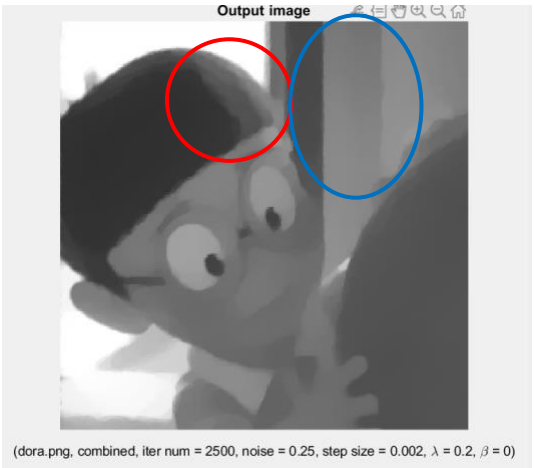 Output image
(dora.png, combined, iter num = 2500, noise = 0.25, step size = 0.002, λ = 0.2, β = 0)